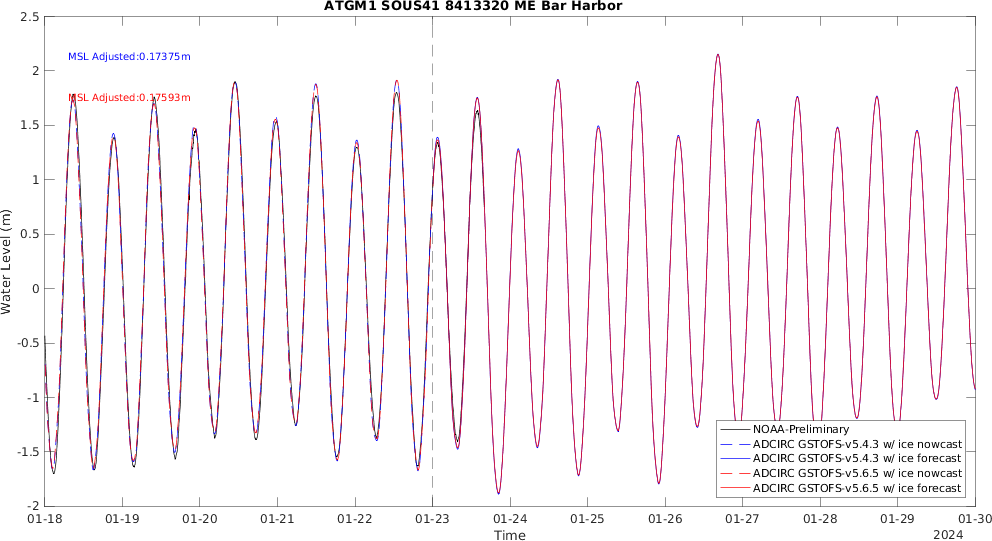 ATGM1 SOUS41 8413320 ME Bar Harbor
2.5
2
1.5
1
0.5
0
-0.5
-1
-1.5
-2
Water Level (m)
MSL Adjusted:0.17375m
MSL Adjusted:0.17593m
NOAA-Preliminary
ADCIRC GSTOFS-v5.4.3 w/ ice nowcast
ADCIRC GSTOFS-v5.4.3 w/ ice forecast
ADCIRC GSTOFS-v5.6.5 w/ ice nowcast
ADCIRC GSTOFS-v5.6.5 w/ ice forecast
01-18 01-19 01-20 01-21 01-22 01-23 01-24 01-25 01-26 01-27 01-28 01-29 01-30
Time
2024